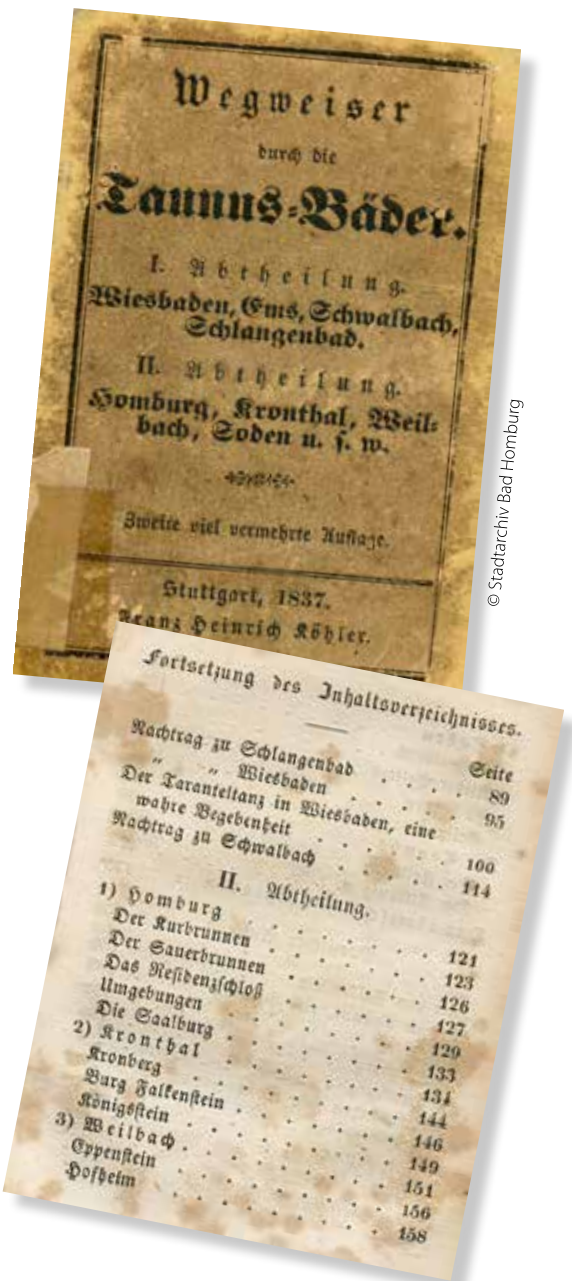 Wegweiser
durch die
Taunus-Bäder.
I. Abtheilung.
Wiesbaden, Ems, Schwalbach,
Schlangenbad.
II. Abtheilung.
Homburg, Kronthal, Weil-
bach, Soden u. s. w.
Zweite viel vermehrte Auflage.
Stuttgart, 1837.
Franz Heinrich Köhler.
© Stadtarchiv Bad Homburg
Fortsetzung des Inhaltsverzeichnisses.
Seite
Nachtrag zu Schlangenbad . . . . 89
„ „ Wiesbaden . . . . . 95
Der Taranteltanz in Wiesbaden, eine
wahre Begebenheit . . . . . 100
Nachtrag zu Schwalbach . . . . 114
II. Abtheilung.
1) Homburg . . . . . . . 121
Der Kurbrunnen . . . . . . 123
Der Sauerbrunnen . . . . . 126
Das Residenzschloß . . . . . 127
Umgebungen . . . . . . . 129
Die Saalburg . . . . . . . 133
2) Kronthal . . . . . . . 134
Kronberg . . . . . . . . 144
Burg Falkenstein . . . . . . 146
Königstein . . . . . . . 149
3) Weilbach . . . . . . . 151
Eppenstein . . . . . . . 156
Hofheim . . . . . . . 158